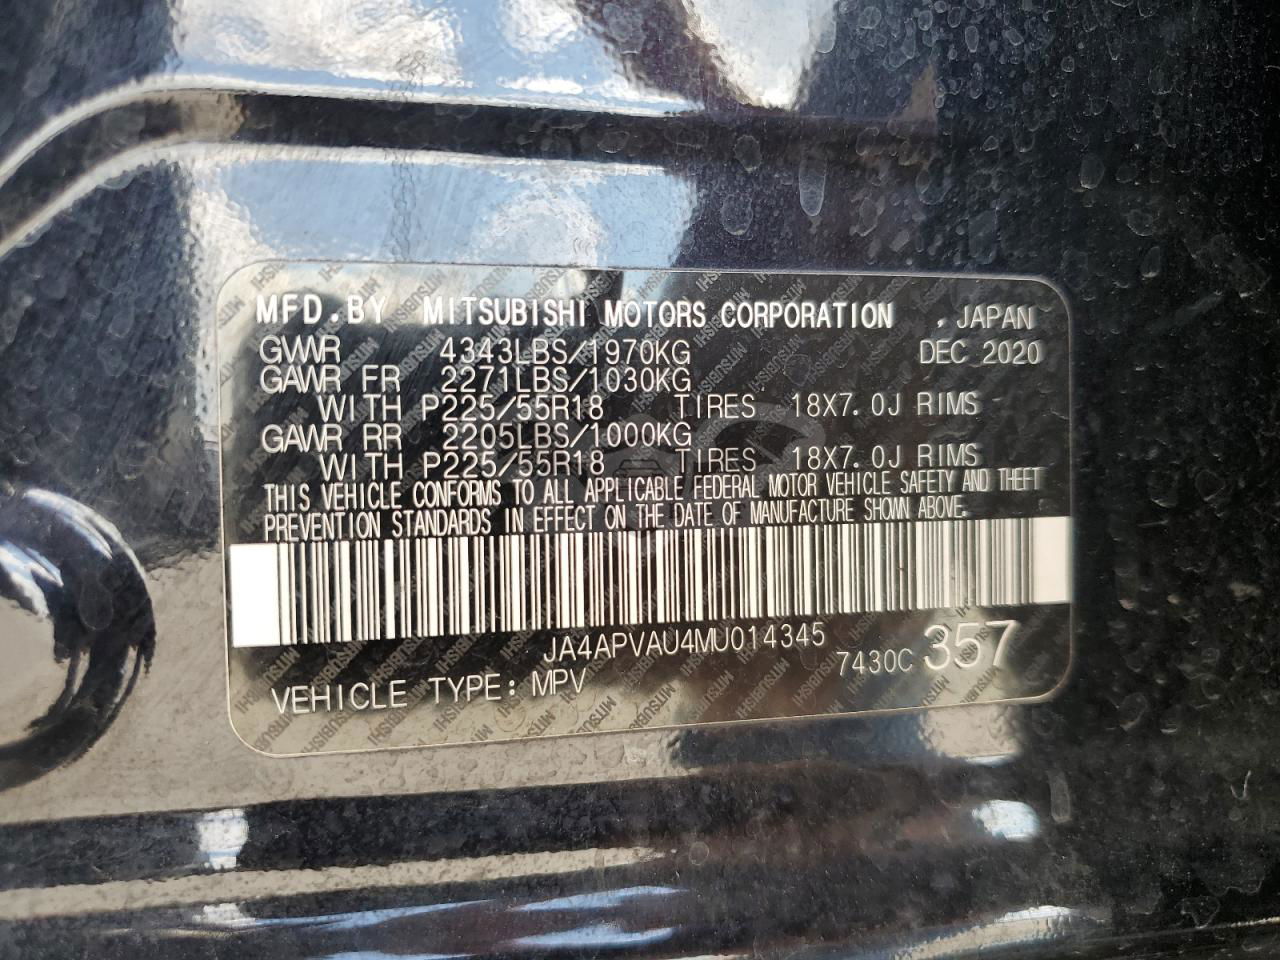 MFD.BY MITSUBISHI MOTORS CORPORATION , JAPAN
GVWR 4343LBS/1970KG DEC 2020
GAWR FR 2271LBS/1030KG
WITH P225/55R18 TIRES 18X7.0J RIMS
GAWR RR 2205LBS/1000KG
WITH P225/55R18 TIRES 18X7.0J RIMS
THIS VEHICLE CONFORMS TO ALL APPLICABLE FEDERAL MOTOR VEHICLE SAFETY AND THEFT
PREVENTION STANDARDS IN EFFECT ON THE DATE OF MANUFACTURE SHOWN ABOVE.
JA4APVAU4MU014345
7430C 357
VEHICLE TYPE: MPV